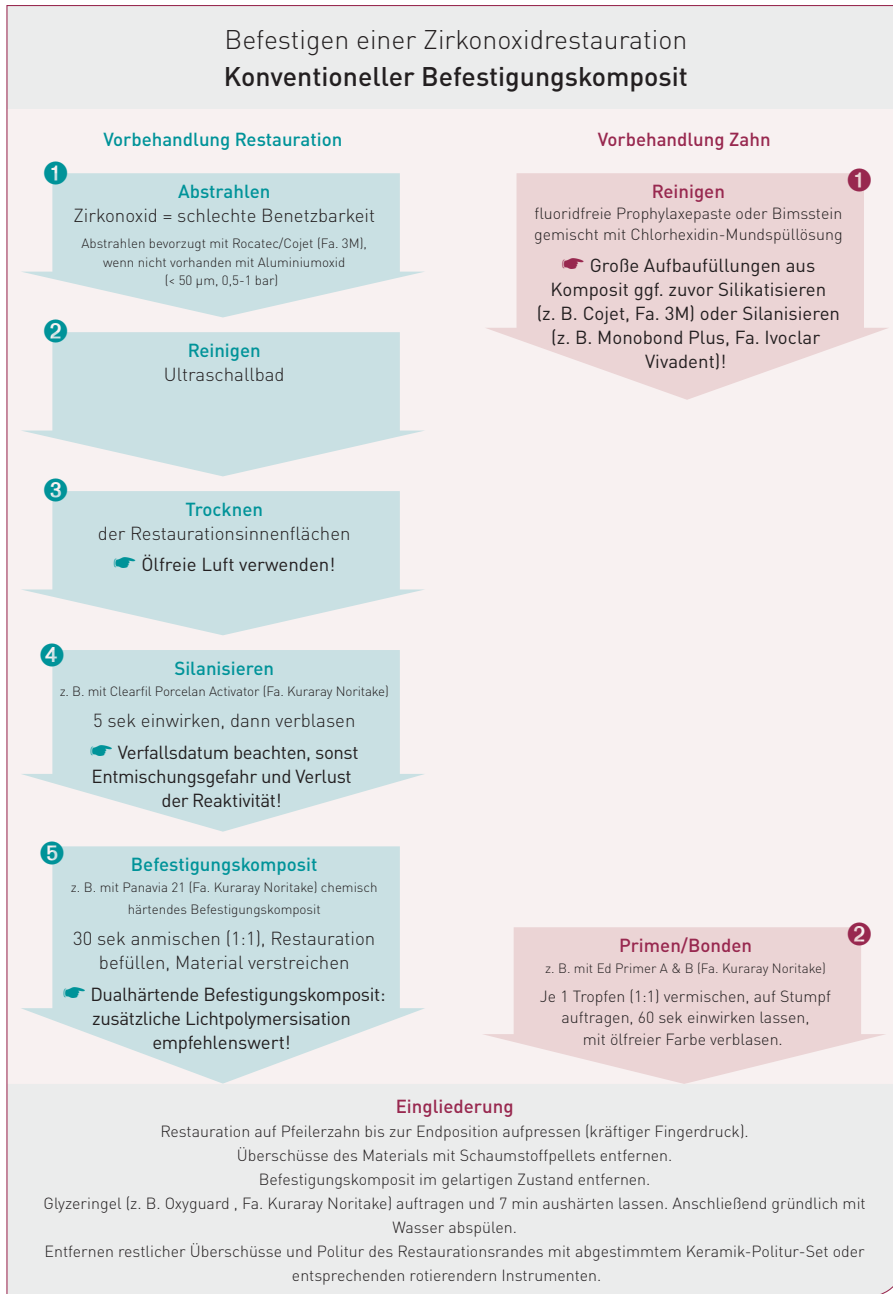 Befestigen einer Zirkonoxidrestauration
Konventioneller Befestigungskomposit
Vorbehandlung Restauration
1
Abstrahlen
Zirkonoxid = schlechte Benetzbarkeit
Abstrahlen bevorzugt mit Rocatec/Cojet (Fa. 3M),
wenn nicht vorhanden mit Aluminiumoxid
(< 50 µm, 0,5-1 bar)
2
Reinigen
Ultraschallbad
3
Trocknen
der Restaurationsinnenflächen
☛ Ölfreie Luft verwenden!
4
Silanisieren
z. B. mit Clearfil Porcelan Activator (Fa. Kuraray Noritake)
5 sek einwirken, dann verblasen
☛ Verfallsdatum beachten, sonst
Entmischungsgefahr und Verlust
der Reaktivität!
5
Befestigungskomposit
z. B. mit Panavia 21 (Fa. Kuraray Noritake) chemisch
härtendes Befestigungskomposit
30 sek anmischen (1:1), Restauration
befüllen, Material verstreichen
☛ Dualhärtende Befestigungskomposit:
zusätzliche Lichtpolymersisation
empfehlenswert!
Vorbehandlung Zahn
1
Reinigen
fluoridfreie Prophylaxepaste oder Bimsstein
gemischt mit Chlorhexidin-Mundspüllösung
☛ Große Aufbaufüllungen aus
Komposit ggf. zuvor Silikatisieren
(z. B. Cojet, Fa. 3M) oder Silanisieren
(z. B. Monobond Plus, Fa. Ivoclar
Vivadent)!
2
Primen/Bonden
z. B. mit Ed Primer A & B (Fa. Kuraray Noritake)
Je 1 Tropfen (1:1) vermischen, auf Stumpf
auftragen, 60 sek einwirken lassen,
mit ölfreier Farbe verblasen.
Eingliederung
Restauration auf Pfeilerzahn bis zur Endposition aufpressen (kräftiger Fingerdruck).
Überschüsse des Materials mit Schaumstoffpellets entfernen.
Befestigungskomposit im gelartigen Zustand entfernen.
Glyzeringel (z. B. Oxyguard , Fa. Kuraray Noritake) auftragen und 7 min aushärten lassen. Anschließend gründlich mit
Wasser abspülen.
Entfernen restlicher Überschüsse und Politur des Restaurationsrandes mit abgestimmtem Keramik-Politur-Set oder
entsprechenden rotierendern Instrumenten.